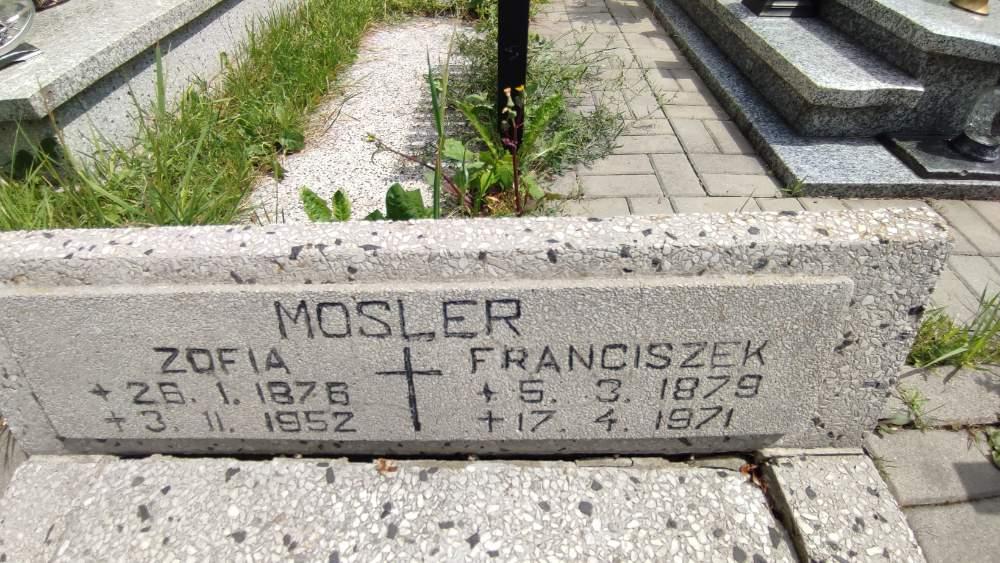 MOSLER
ZOFIA FRANCISZEK
* 26. 1. 1876 * 5. 3. 1879
+ 3. 11. 1952 + 17. 4. 1971